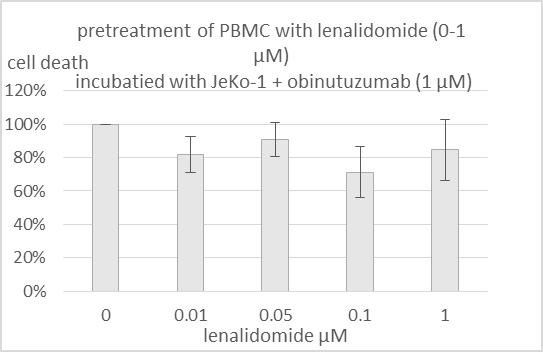 pretreatment of PBMC with lenalidomide (0-1
µM)
cell death
incubatied with JeKo-1 + obinutuzumab (1 µM)
120%
100%
80%
60%
40%
20%
0%
0 0.01 0.05 0.1 1
lenalidomide µM